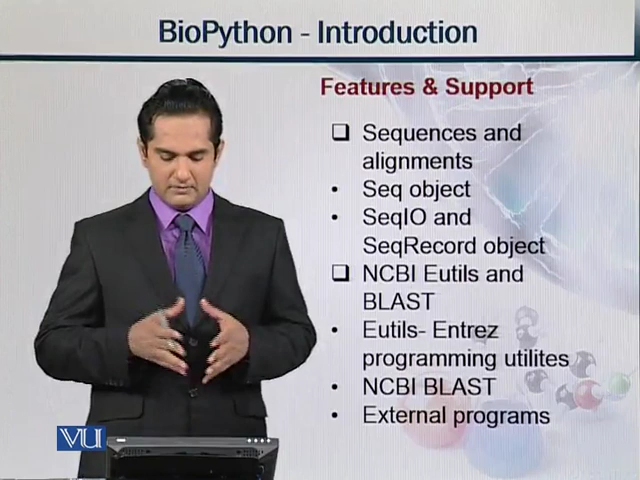 BioPython - Introduction
Features & Support
❑ Sequences and
alignments
• Seq object
• SeqIO and
SeqRecord object
❑ NCBI Eutils and
BLAST
• Eutils- Entrez
programming utilites
• NCBI BLAST
• External programs
VU